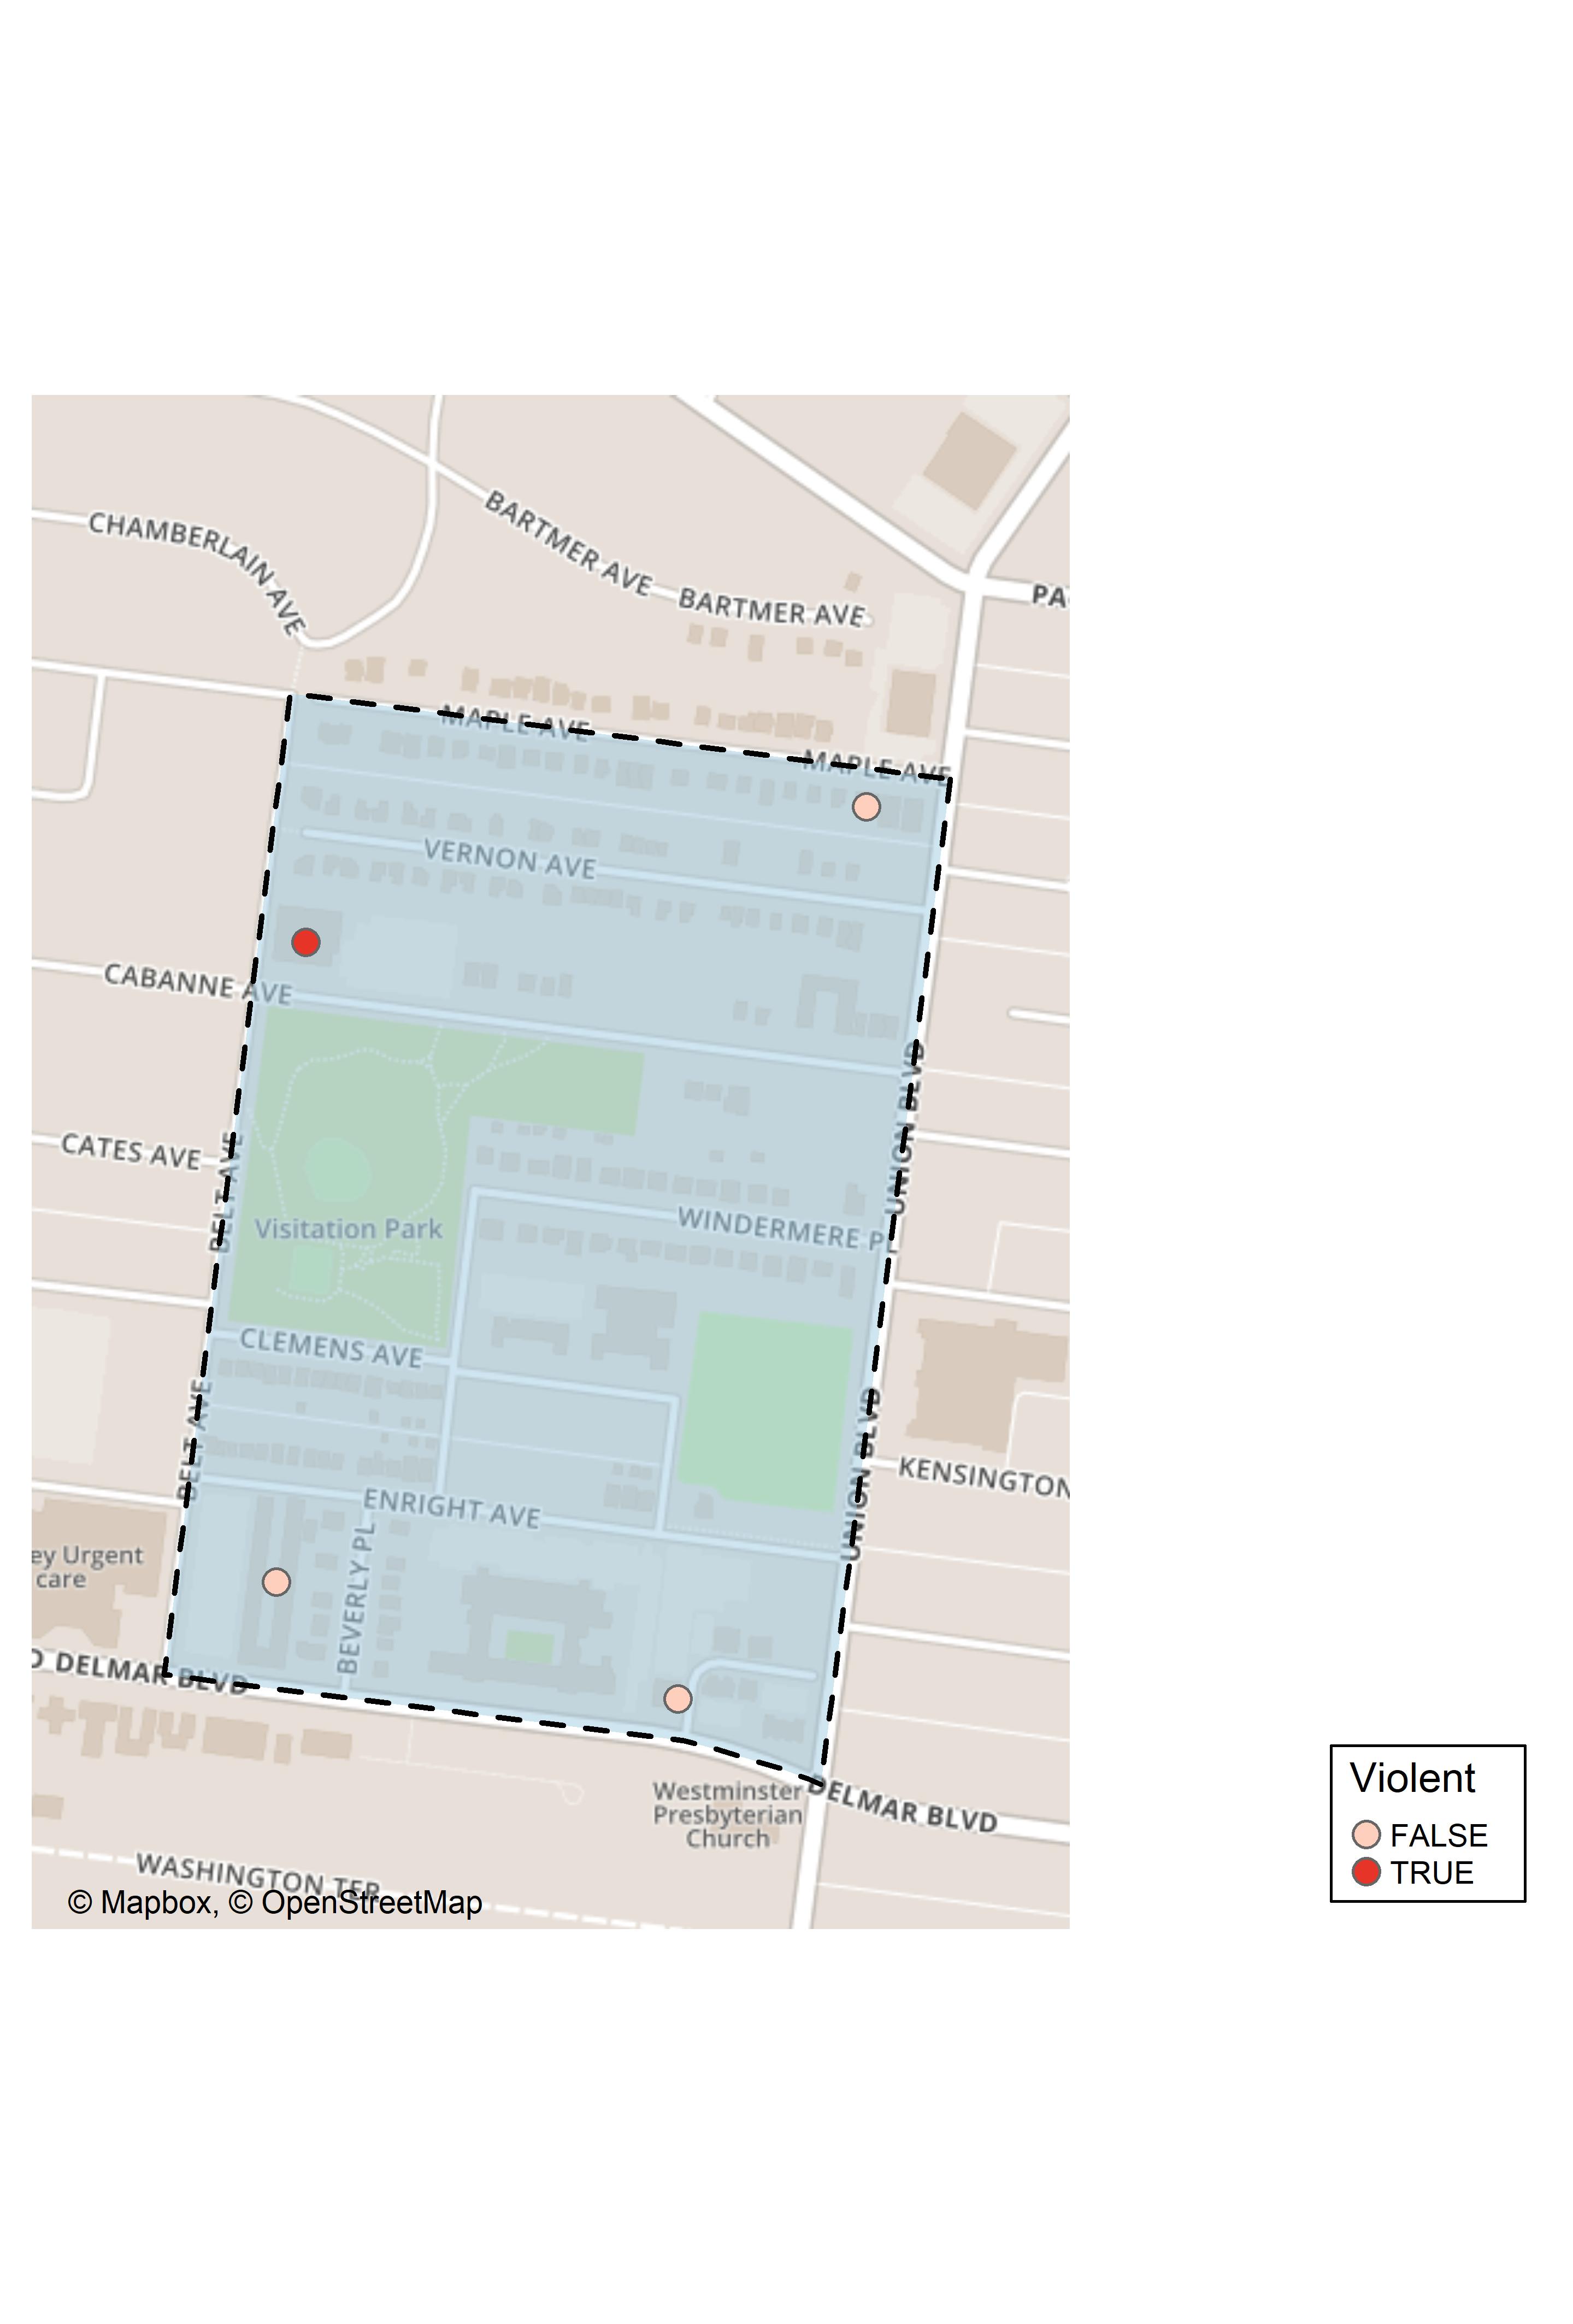 CHAMBERLAIN AVE
BARTMER AVE
BARTMER AVE
PA
MAPLE AVE
MAPLE AVE
VERNON AVE
CABANNE AVE
UNION BLVD
CATES AVE
BELT AVE
Visitation Park
WINDERMERE PL
CLEMENS AVE
BELT AVE
UNION BLVD
KENSINGTON
ENRIGHT AVE
BEVERLY PL
ey Urgent
care
DELMAR BLVD
Westminster
Presbyterian
Church
DELMAR BLVD
WASHINGTON TER
© Mapbox, © OpenStreetMap
Violent
FALSE
TRUE